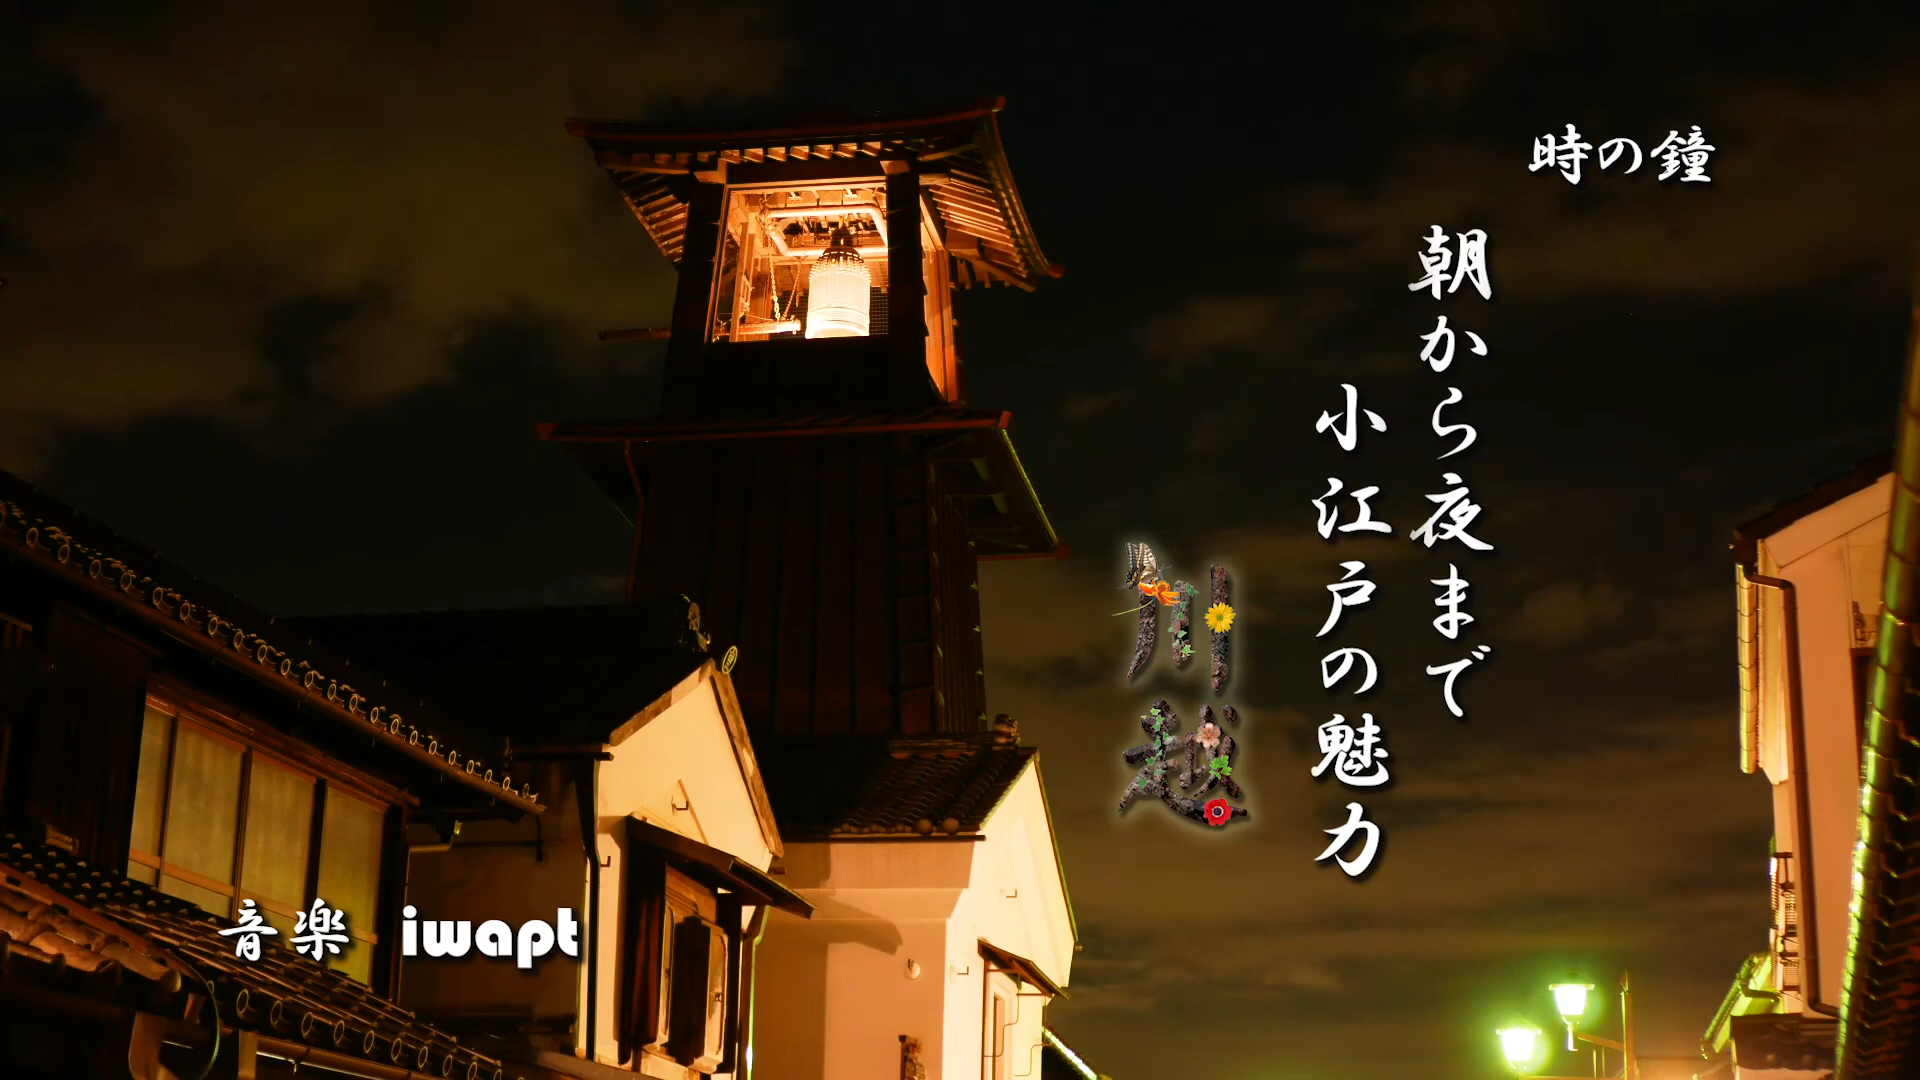 時の鐘
朝から夜まで
小江戸の魅力
川越
音楽 iwapt